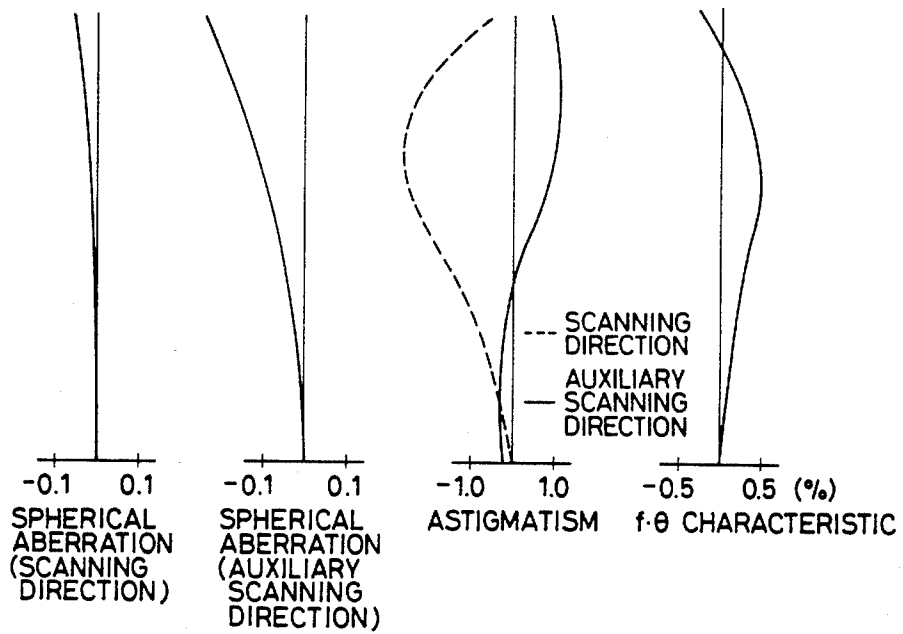 SCANNING
DIRECTION
AUXILIARY
SCANNING
DIRECTION
-0.1 0.1
SPHERICAL
ABERRATION
(SCANNING
DIRECTION)
-0.1 0.1
SPHERICAL
ABERRATION
(AUXILIARY
SCANNING
DIRECTION)
-1.0 1.0
ASTIGMATISM
-0.5 0.5 (%)
f·θ CHARACTERISTIC